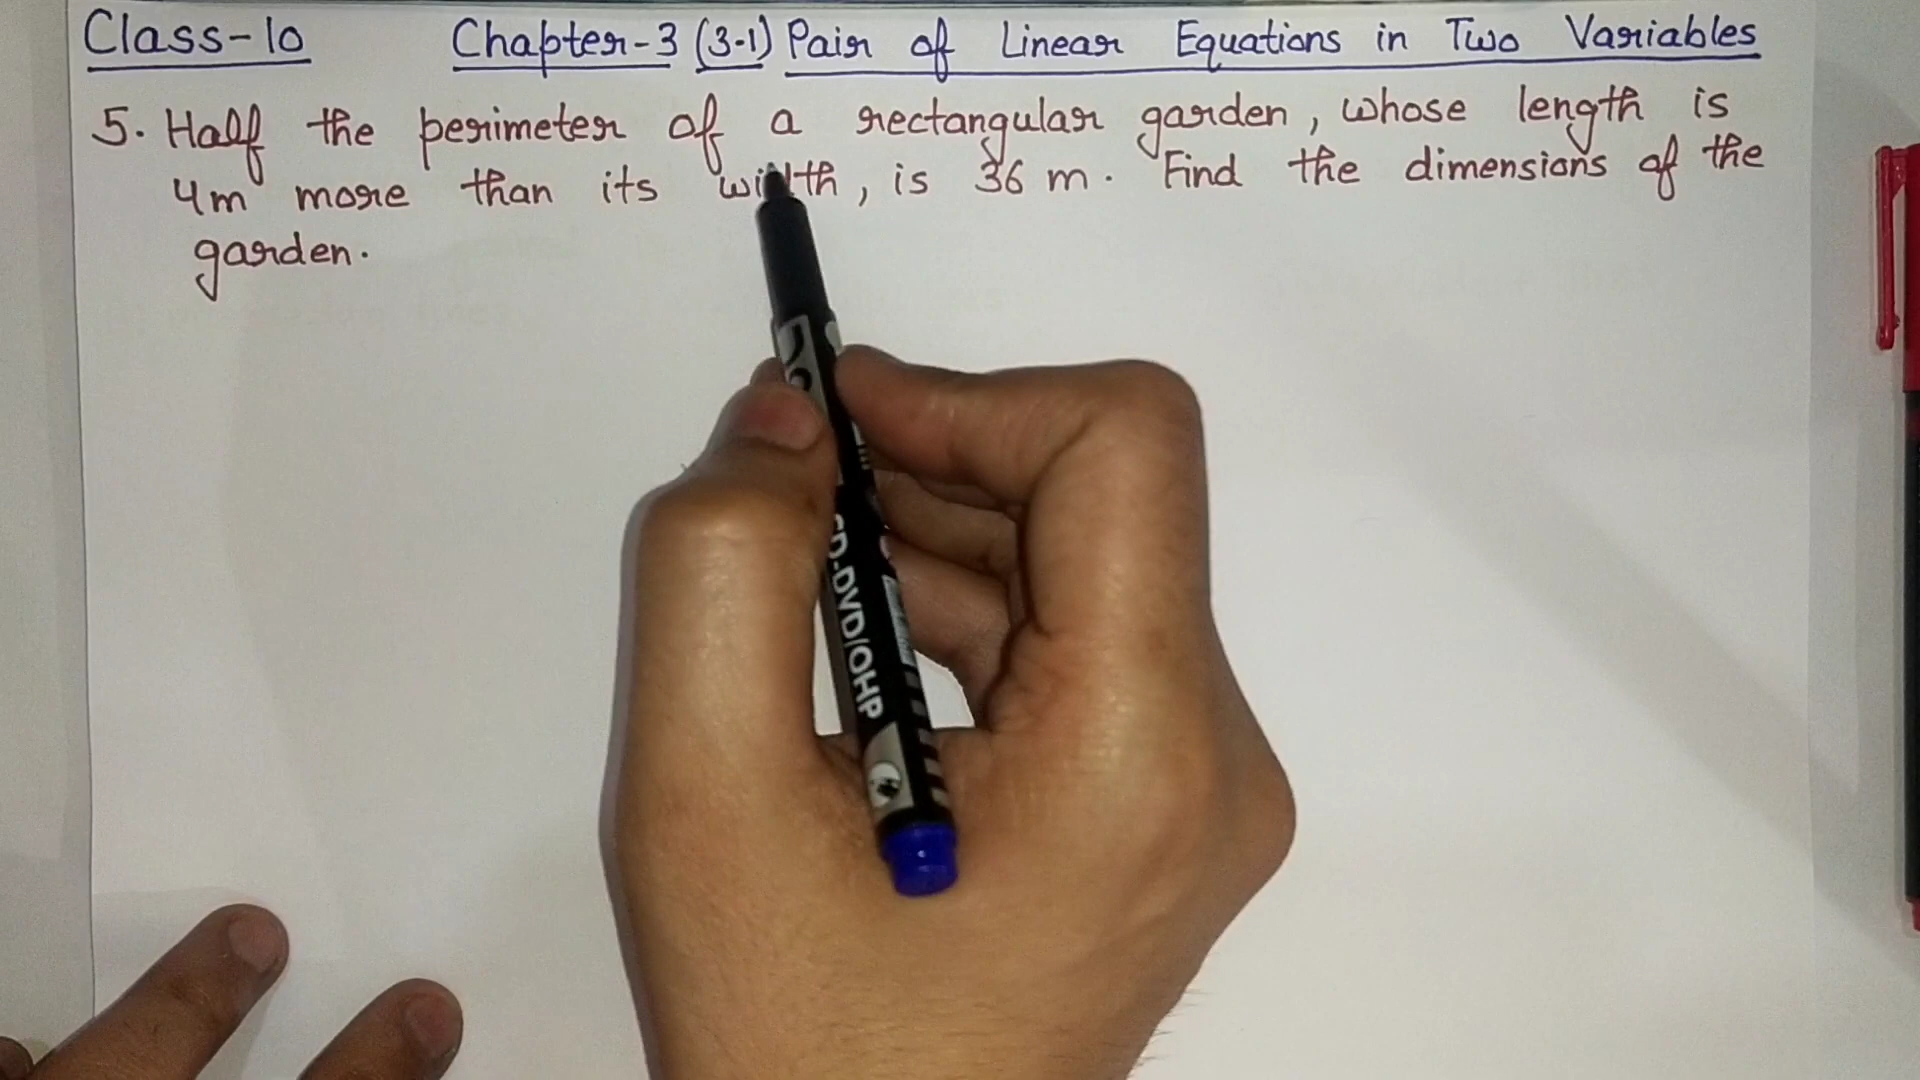 Class-10 Chapter-3 (3.1) Pair of Linear Equations in Two Variables
5. Half the perimeter of a rectangular garden, whose length is
4m more than its width, is 36 m. Find the dimensions of the
garden.
CD-DVD/OHP